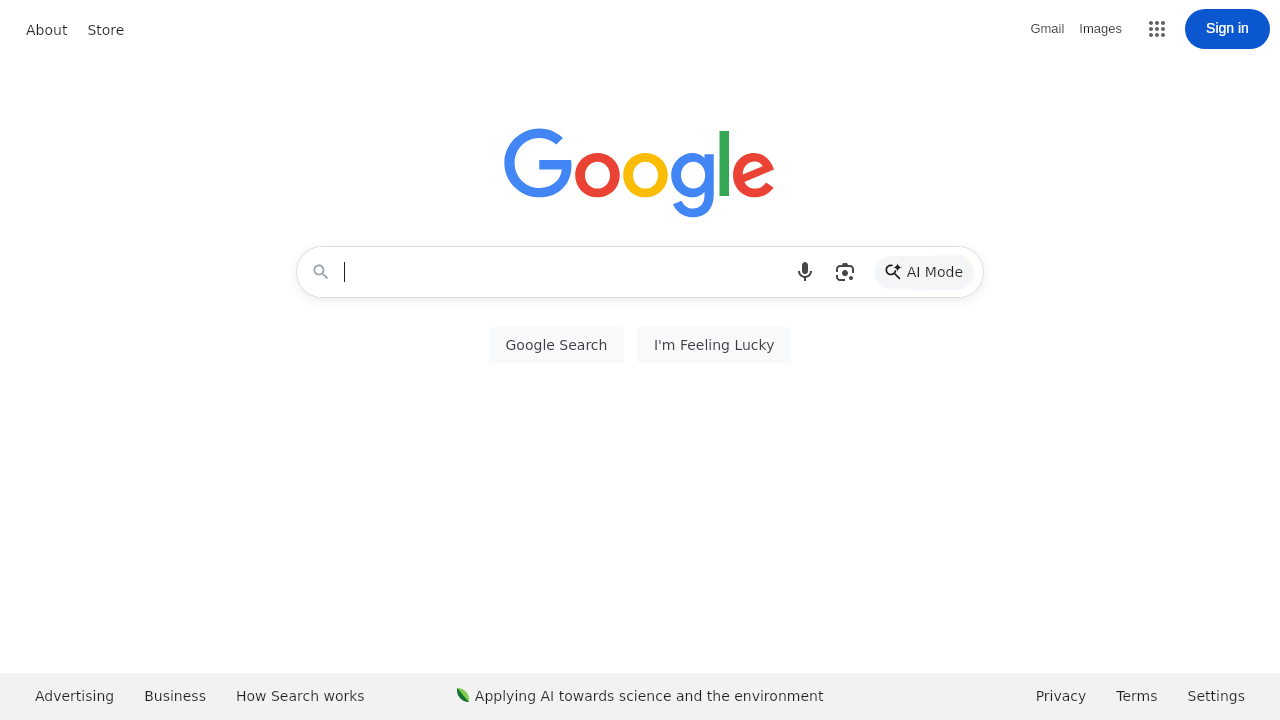 About Store Gmail Images Sign in
Google
AI Mode
Google Search I'm Feeling Lucky
Advertising Business How Search works Applying AI towards science and the environment Privacy Terms Settings